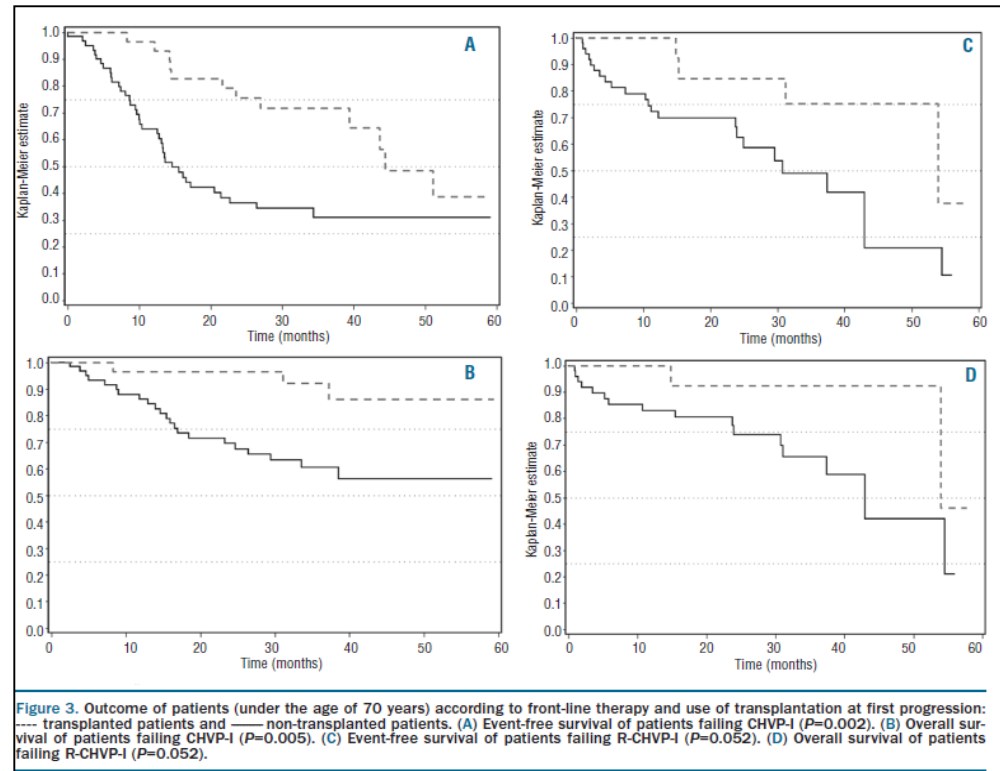 A
Kaplan-Meier estimate
1.0
0.9
0.8
0.7
0.6
0.5
0.4
0.3
0.2
0.1
0.0
0 10 20 30 40 50 60
Time (months)
C
Kaplan-Meier estimate
1.0
0.9
0.8
0.7
0.6
0.5
0.4
0.3
0.2
0.1
0.0
0 10 20 30 40 50 60
Time (months)
B
1.0
0.9
0.8
0.7
0.6
0.5
0.4
0.3
0.2
0.1
0.0
0 10 20 30 40 50 60
Time (months)
D
Kaplan-Meier estimate
1.0
0.9
0.8
0.7
0.6
0.5
0.4
0.3
0.2
0.1
0.0
0 10 20 30 40 50 60
Time (months)
Figure 3. Outcome of patients (under the age of 70 years) according to front-line therapy and use of transplantation at first progression:
---- transplanted patients and —— non-transplanted patients. (A) Event-free survival of patients failing CHVP-I (P=0.002). (B) Overall sur-
vival of patients failing CHVP-I (P=0.005). (C) Event-free survival of patients failing R-CHVP-I (P=0.052). (D) Overall survival of patients
failing R-CHVP-I (P=0.052).